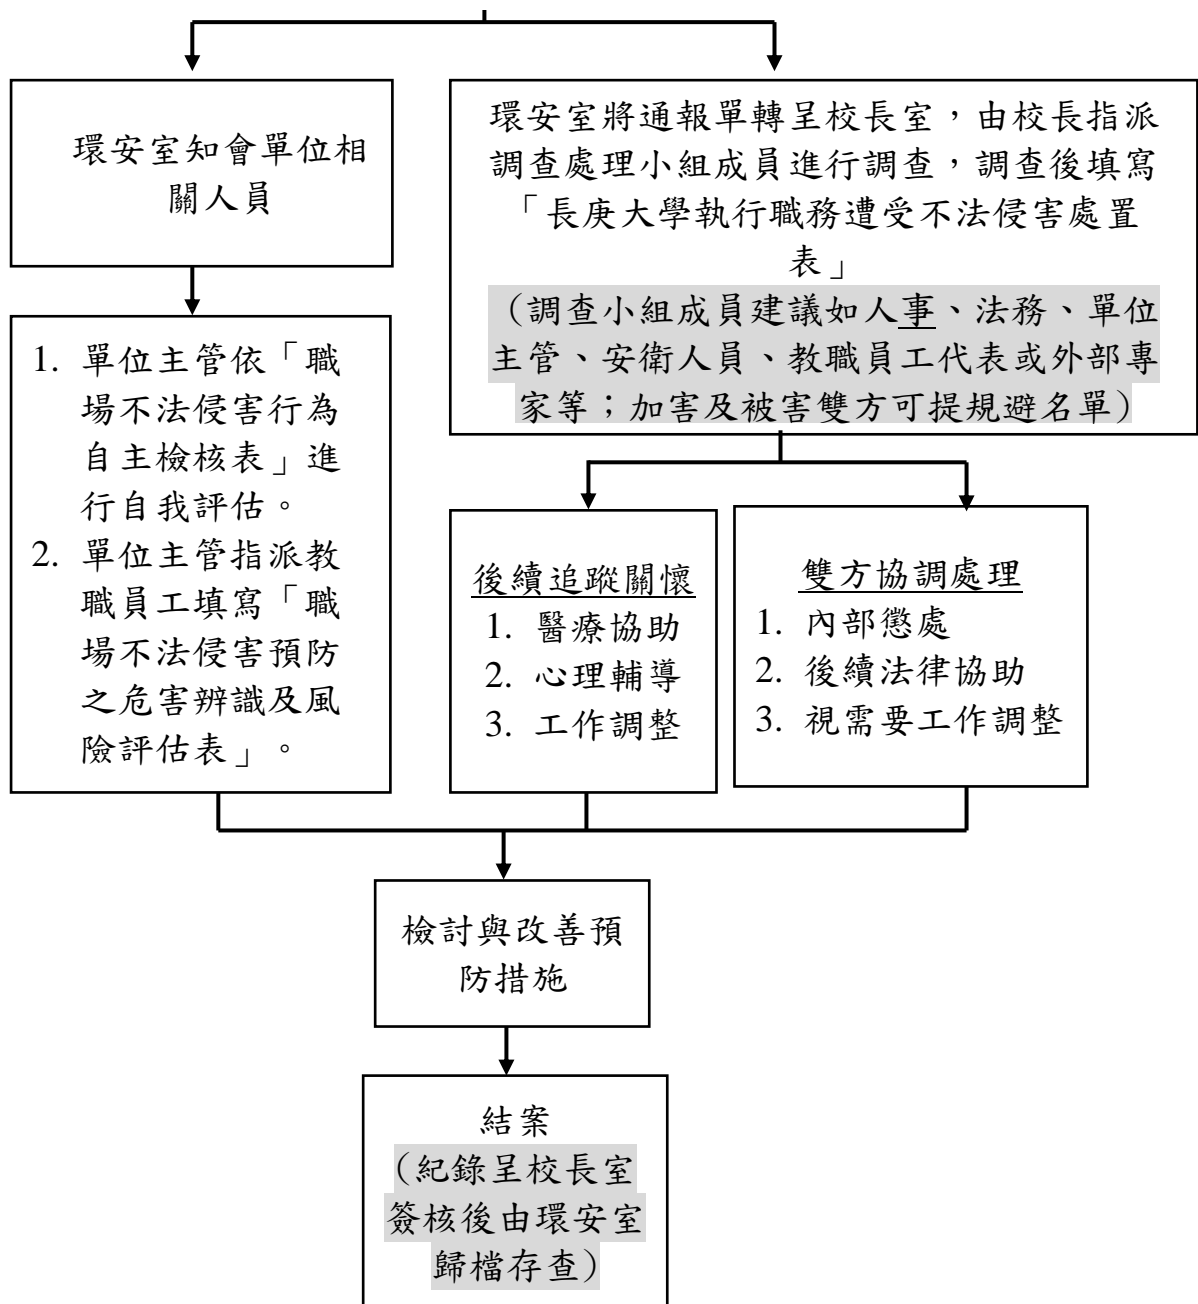 環安室知會單位相
關人員
環安室將通報單轉呈校長室，由校長指派
調查處理小組成員進行調查，調查後填寫
「長庚大學執行職務遭受不法侵害處置
表」
（調查小組成員建議如人事、法務、單位
主管、安衛人員、教職員工代表或外部專
家等；加害及被害雙方可提規避名單）
1. 單位主管依「職
場不法侵害行為
自主檢核表」進
行自我評估。
2. 單位主管指派教
職員工填寫「職
場不法侵害預防
之危害辨識及風
險評估表」。
後續追蹤關懷
1. 醫療協助
2. 心理輔導
3. 工作調整
雙方協調處理
1. 內部懲處
2. 後續法律協助
3. 視需要工作調整
檢討與改善預
防措施
結案
（紀錄呈校長室
簽核後由環安室
歸檔存查）